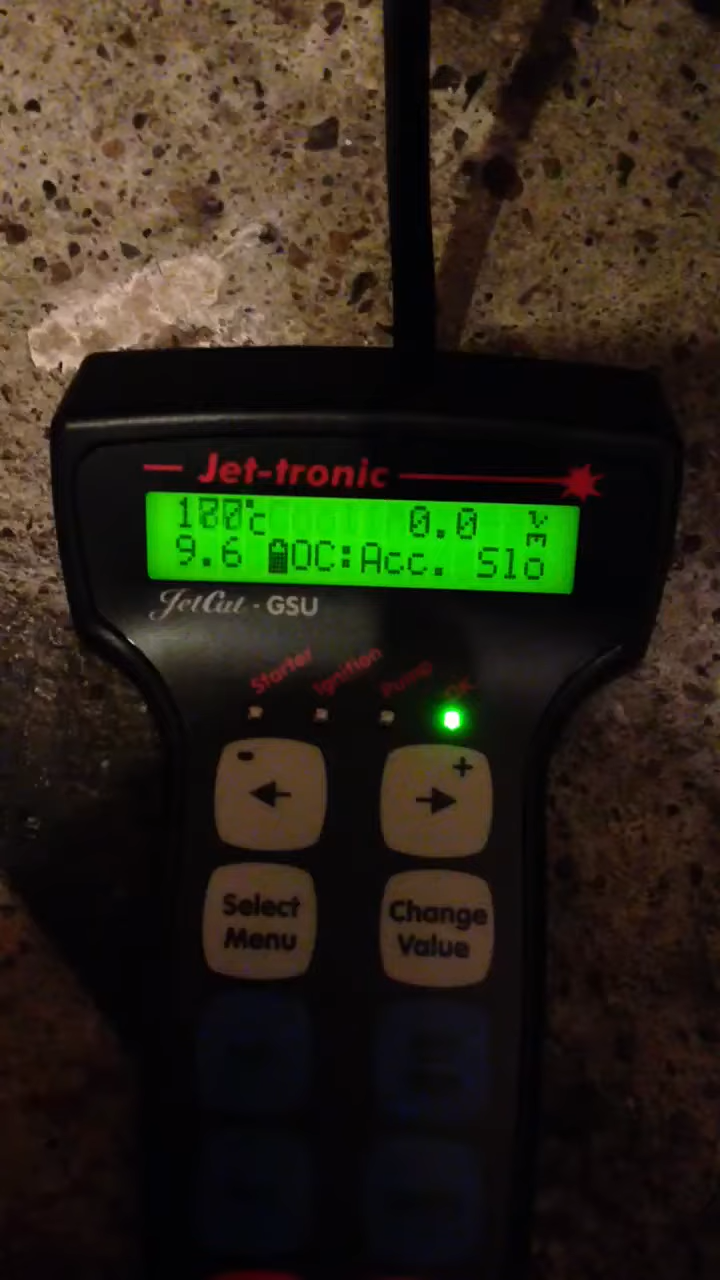 Jet-tronic
100°c 0.0
9.6 OC:Acc. Slo
JetCat - GSU
Starter Ignition Pump OK
- +
← →
Select Change
Menu Value